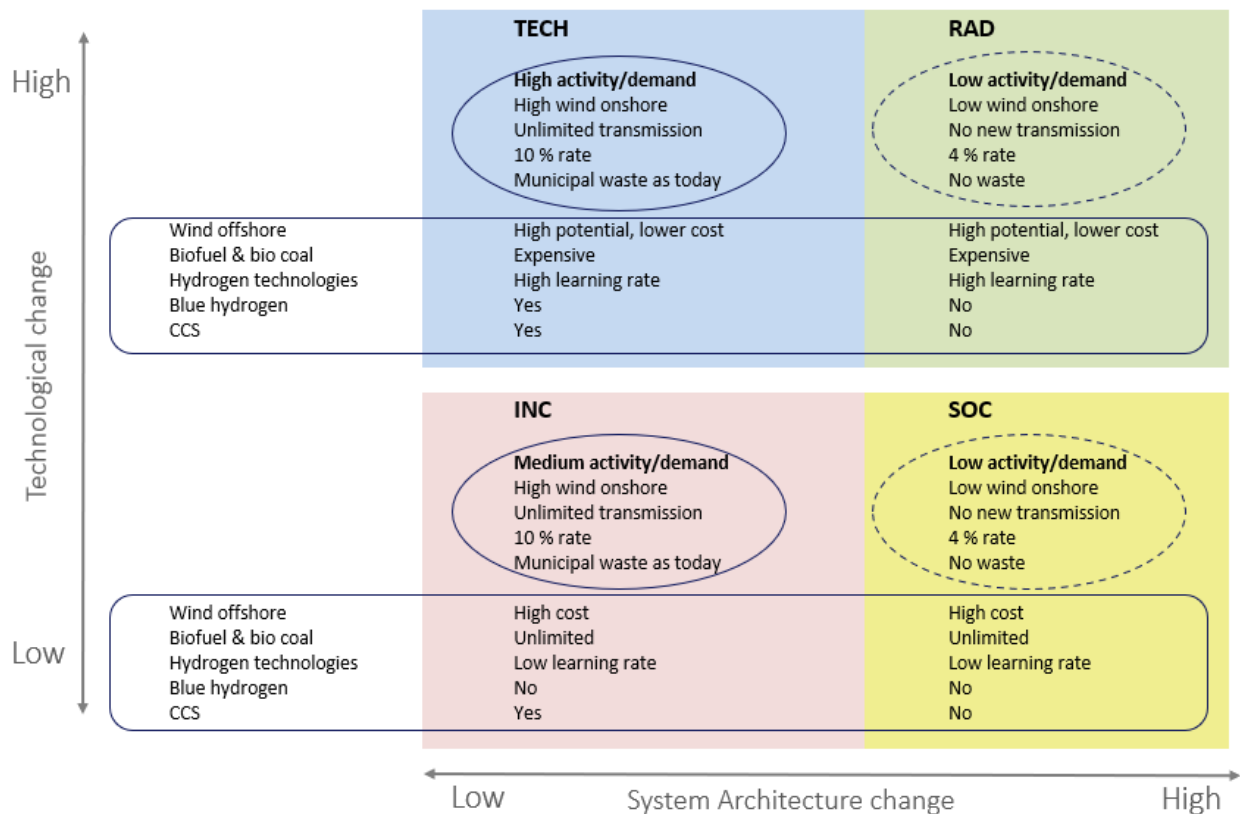 TECH RAD
High
High activity/demand Low activity/demand
High wind onshore Low wind onshore
Unlimited transmission No new transmission
10 % rate 4 % rate
Municipal waste as today No waste
Wind offshore High potential, lower cost High potential, lower cost
Biofuel & bio coal Expensive Expensive
Hydrogen technologies High learning rate High learning rate
Blue hydrogen Yes No
CCS Yes No
Technological change
INC SOC
Medium activity/demand Low activity/demand
High wind onshore Low wind onshore
Unlimited transmission No new transmission
10 % rate 4 % rate
Municipal waste as today No waste
Wind offshore High cost High cost
Biofuel & bio coal Unlimited Unlimited
Low
Hydrogen technologies Low learning rate Low learning rate
Blue hydrogen No No
CCS Yes No
Low System Architecture change High